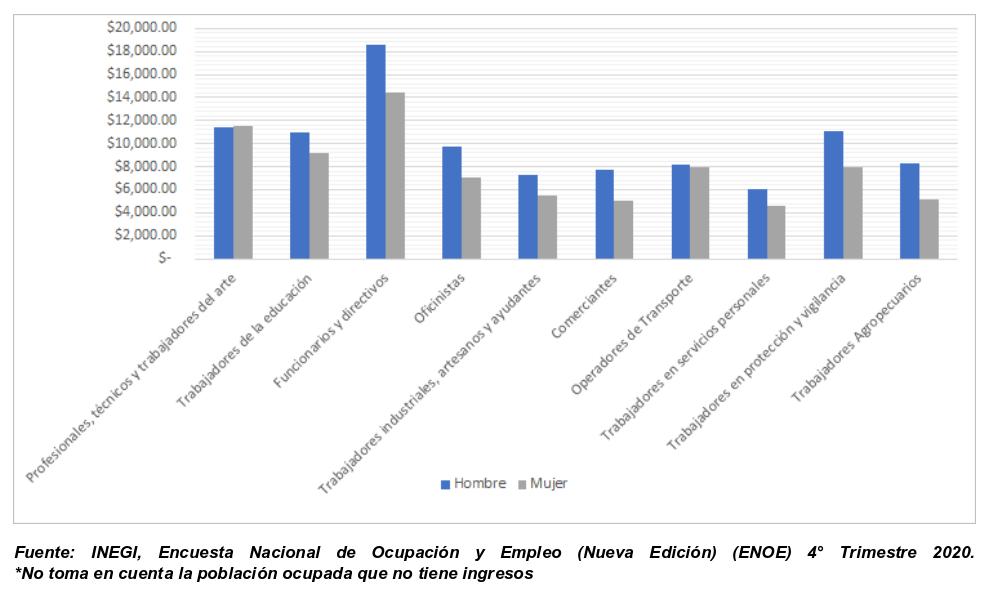 $20,000.00
$18,000.00
$16,000.00
$14,000.00
$12,000.00
$10,000.00
$8,000.00
$6,000.00
$4,000.00
$2,000.00
$-
Profesionales, técnicos y trabajadores del arte
Trabajadores de la educación
Funcionarios y directivos
Oficinistas
Trabajadores industriales, artesanos y ayudantes
Comerciantes
Operadores de Transporte
Trabajadores en servicios personales
Trabajadores en protección y vigilancia
Trabajadores Agropecuarios
Hombre Mujer
Fuente: INEGI, Encuesta Nacional de Ocupación y Empleo (Nueva Edición) (ENOE) 4° Trimestre 2020.
*No toma en cuenta la población ocupada que no tiene ingresos